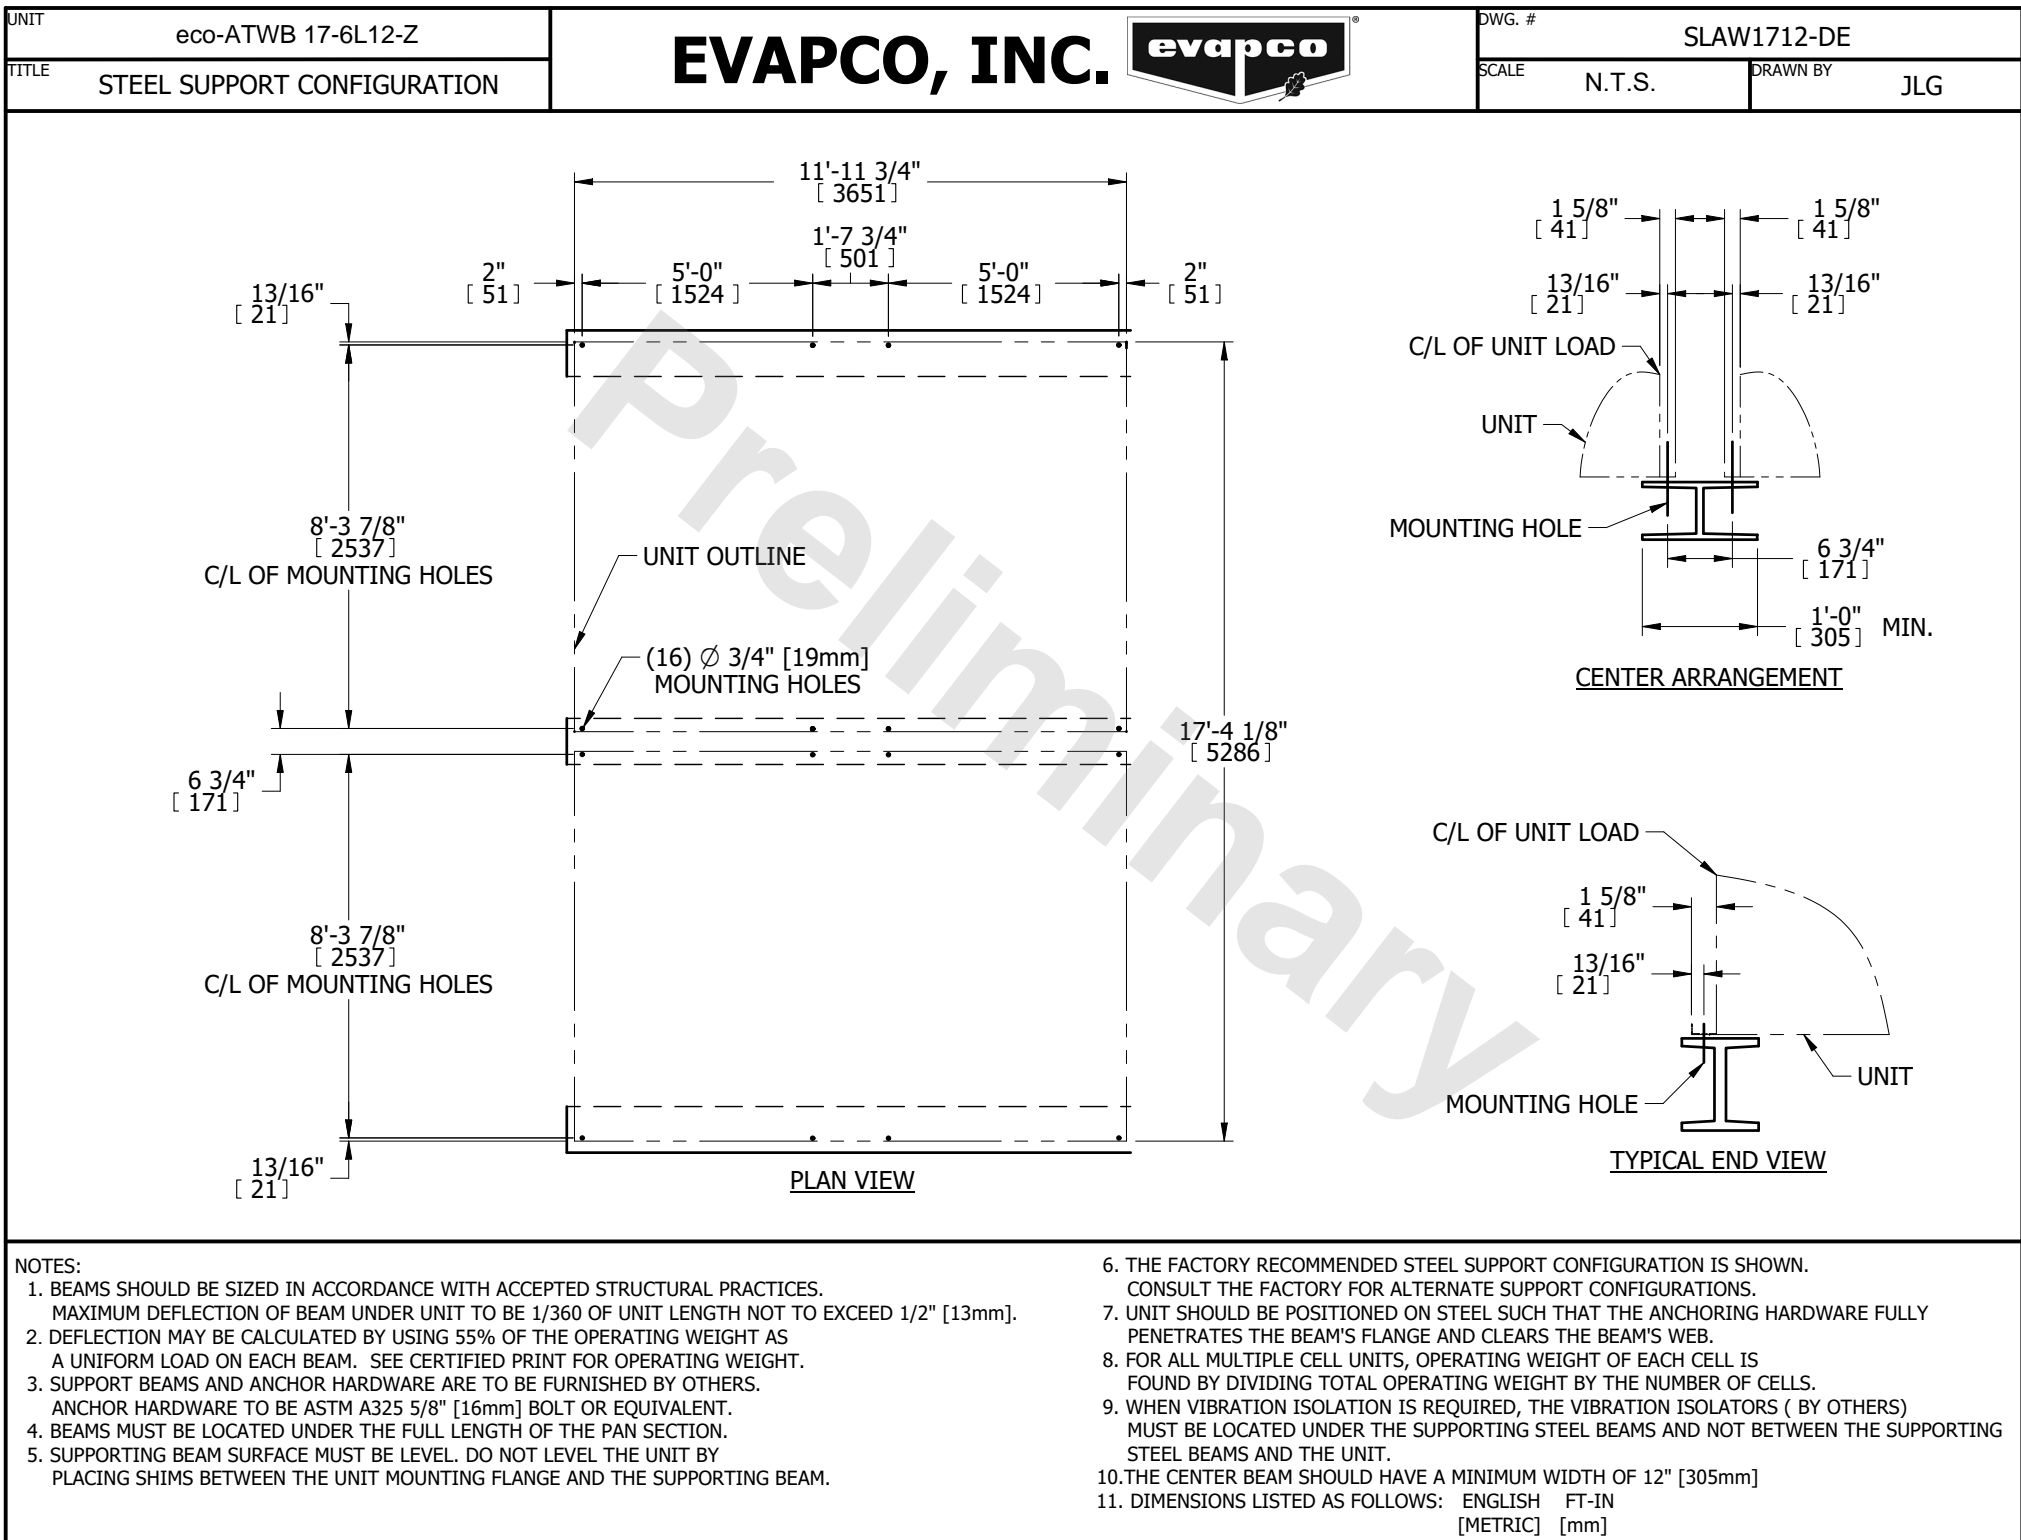 UNIT
eco-ATWB 17-6L12-Z
TITLE
STEEL SUPPORT CONFIGURATION
EVAPCO, INC.
evapco
®
DWG. #
SLAW1712-DE
SCALE
N.T.S.
DRAWN BY
JLG
11'-11 3/4"
[ 3651 ]
1'-7 3/4"
[ 501 ]
2"
[ 51 ]
5'-0"
[ 1524 ]
5'-0"
[ 1524 ]
2"
[ 51 ]
13/16"
[ 21 ]
8'-3 7/8"
[ 2537 ]
C/L OF MOUNTING HOLES
UNIT OUTLINE
(16) Ø 3/4" [19mm]
MOUNTING HOLES
6 3/4"
[ 171 ]
17'-4 1/8"
[ 5286 ]
8'-3 7/8"
[ 2537 ]
C/L OF MOUNTING HOLES
13/16"
[ 21 ]
PLAN VIEW
Preliminary
1 5/8"
[ 41 ]
1 5/8"
[ 41 ]
13/16"
[ 21 ]
13/16"
[ 21 ]
C/L OF UNIT LOAD
UNIT
MOUNTING HOLE
6 3/4"
[ 171 ]
1'-0"
[ 305 ] MIN.
CENTER ARRANGEMENT
C/L OF UNIT LOAD
1 5/8"
[ 41 ]
13/16"
[ 21 ]
UNIT
MOUNTING HOLE
TYPICAL END VIEW
NOTES:
1. BEAMS SHOULD BE SIZED IN ACCORDANCE WITH ACCEPTED STRUCTURAL PRACTICES.
MAXIMUM DEFLECTION OF BEAM UNDER UNIT TO BE 1/360 OF UNIT LENGTH NOT TO EXCEED 1/2" [13mm].
2. DEFLECTION MAY BE CALCULATED BY USING 55% OF THE OPERATING WEIGHT AS
A UNIFORM LOAD ON EACH BEAM. SEE CERTIFIED PRINT FOR OPERATING WEIGHT.
3. SUPPORT BEAMS AND ANCHOR HARDWARE ARE TO BE FURNISHED BY OTHERS.
ANCHOR HARDWARE TO BE ASTM A325 5/8" [16mm] BOLT OR EQUIVALENT.
4. BEAMS MUST BE LOCATED UNDER THE FULL LENGTH OF THE PAN SECTION.
5. SUPPORTING BEAM SURFACE MUST BE LEVEL. DO NOT LEVEL THE UNIT BY
PLACING SHIMS BETWEEN THE UNIT MOUNTING FLANGE AND THE SUPPORTING BEAM.
6. THE FACTORY RECOMMENDED STEEL SUPPORT CONFIGURATION IS SHOWN.
CONSULT THE FACTORY FOR ALTERNATE SUPPORT CONFIGURATIONS.
7. UNIT SHOULD BE POSITIONED ON STEEL SUCH THAT THE ANCHORING HARDWARE FULLY
PENETRATES THE BEAM'S FLANGE AND CLEARS THE BEAM'S WEB.
8. FOR ALL MULTIPLE CELL UNITS, OPERATING WEIGHT OF EACH CELL IS
FOUND BY DIVIDING TOTAL OPERATING WEIGHT BY THE NUMBER OF CELLS.
9. WHEN VIBRATION ISOLATION IS REQUIRED, THE VIBRATION ISOLATORS ( BY OTHERS)
MUST BE LOCATED UNDER THE SUPPORTING STEEL BEAMS AND NOT BETWEEN THE SUPPORTING
STEEL BEAMS AND THE UNIT.
10.THE CENTER BEAM SHOULD HAVE A MINIMUM WIDTH OF 12" [305mm]
11. DIMENSIONS LISTED AS FOLLOWS: ENGLISH FT-IN
[METRIC] [mm]